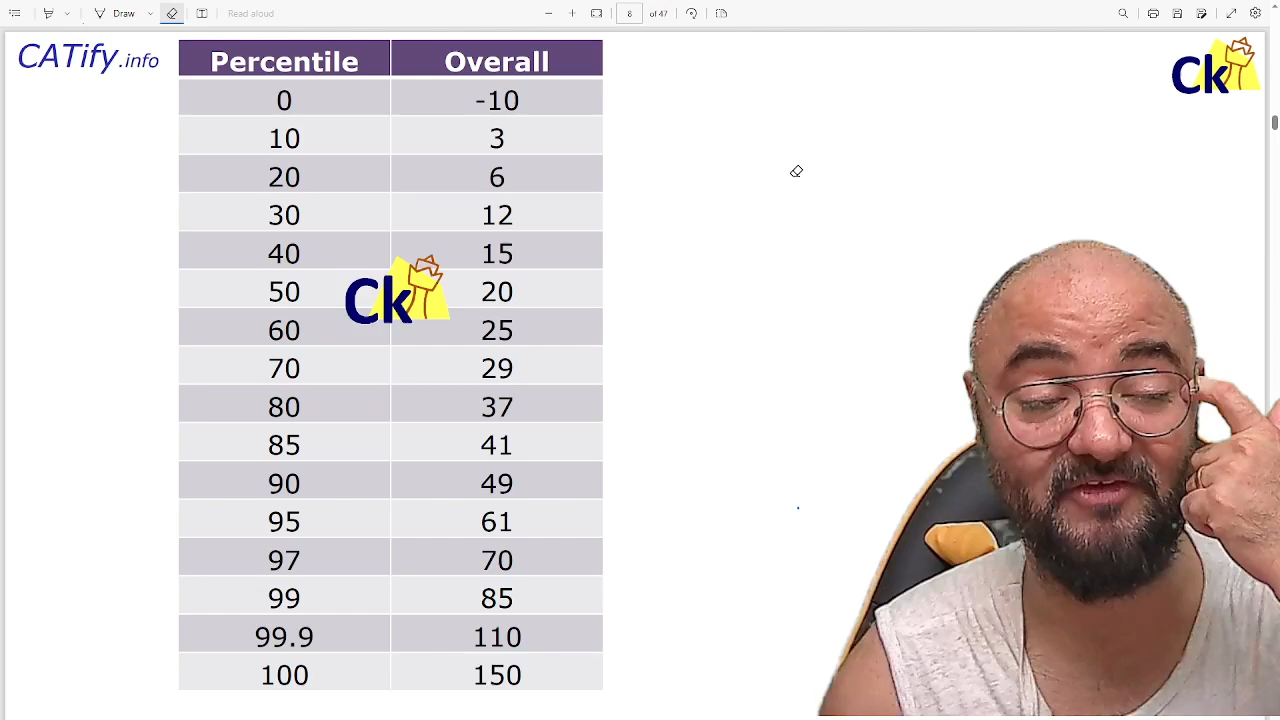 Draw
Read aloud
8 of 47
CATify.info
Ck
Percentile Overall
0 -10
10 3
20 6
30 12
40 15
50 20
60 25
70 29
80 37
85 41
90 49
95 61
97 70
99 85
99.9 110
100 150
Ck